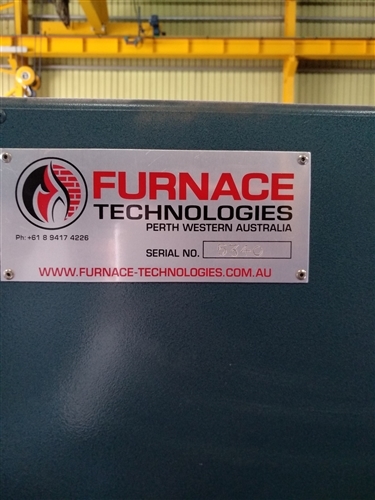 FURNACE
TECHNOLOGIES
PERTH WESTERN AUSTRALIA
Ph: +61 8 9417 4226
SERIAL NO.
WWW.FURNACE-TECHNOLOGIES.COM.AU